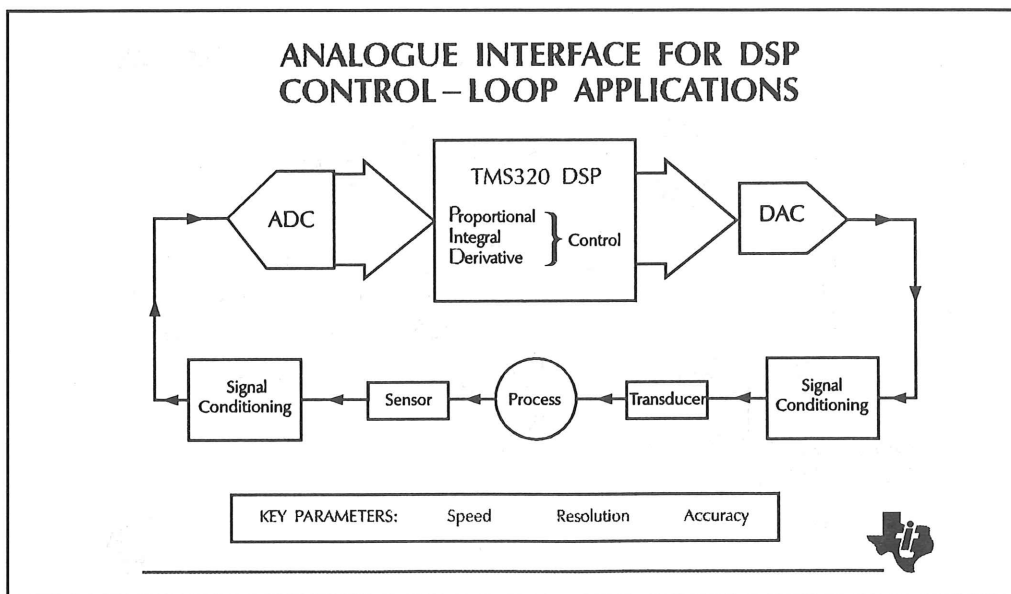 ANALOGUE INTERFACE FOR DSP
CONTROL – LOOP APPLICATIONS
ADC
TMS320 DSP
Proportional
Integral
Derivative
Control
DAC
Signal
Conditioning
Sensor
Process
Transducer
Signal
Conditioning
KEY PARAMETERS: Speed Resolution Accuracy